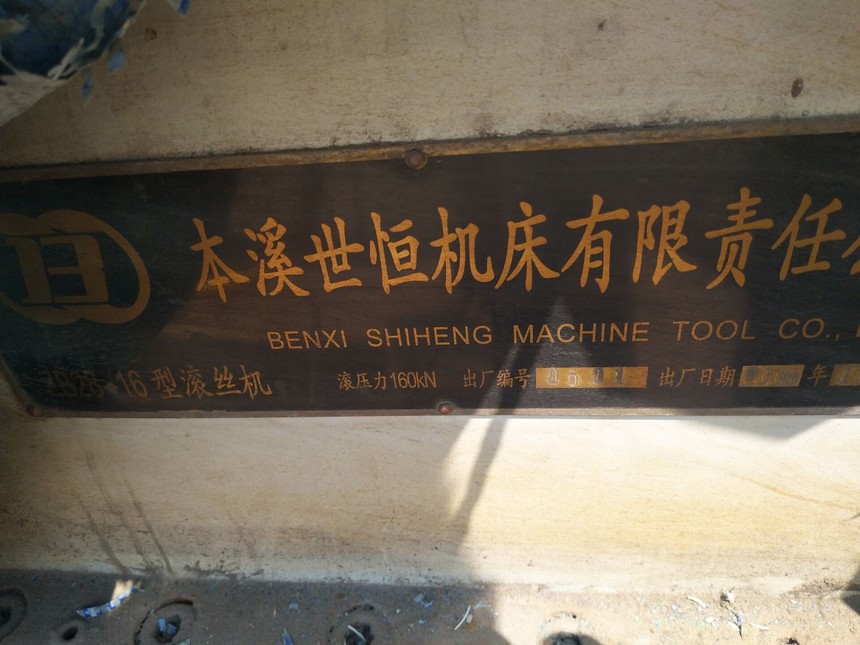 本溪世恒机床有限责任
BENXI SHIHENG MACHINE TOOL CO.,
ZB28-16型滚丝机 滚压力160kN 出厂编号 出厂日期 年